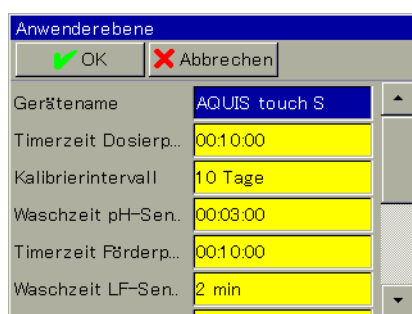 Anwenderebene
OK Abbrechen
Gerätename AQUIS touch S
Timerzeit Dosierp... 00:10:00
Kalibrierintervall 10 Tage
Waschzeit pH-Sen.. 00:03:00
Timerzeit Förderp... 00:10:00
Waschzeit LF-Sen.. 2 min